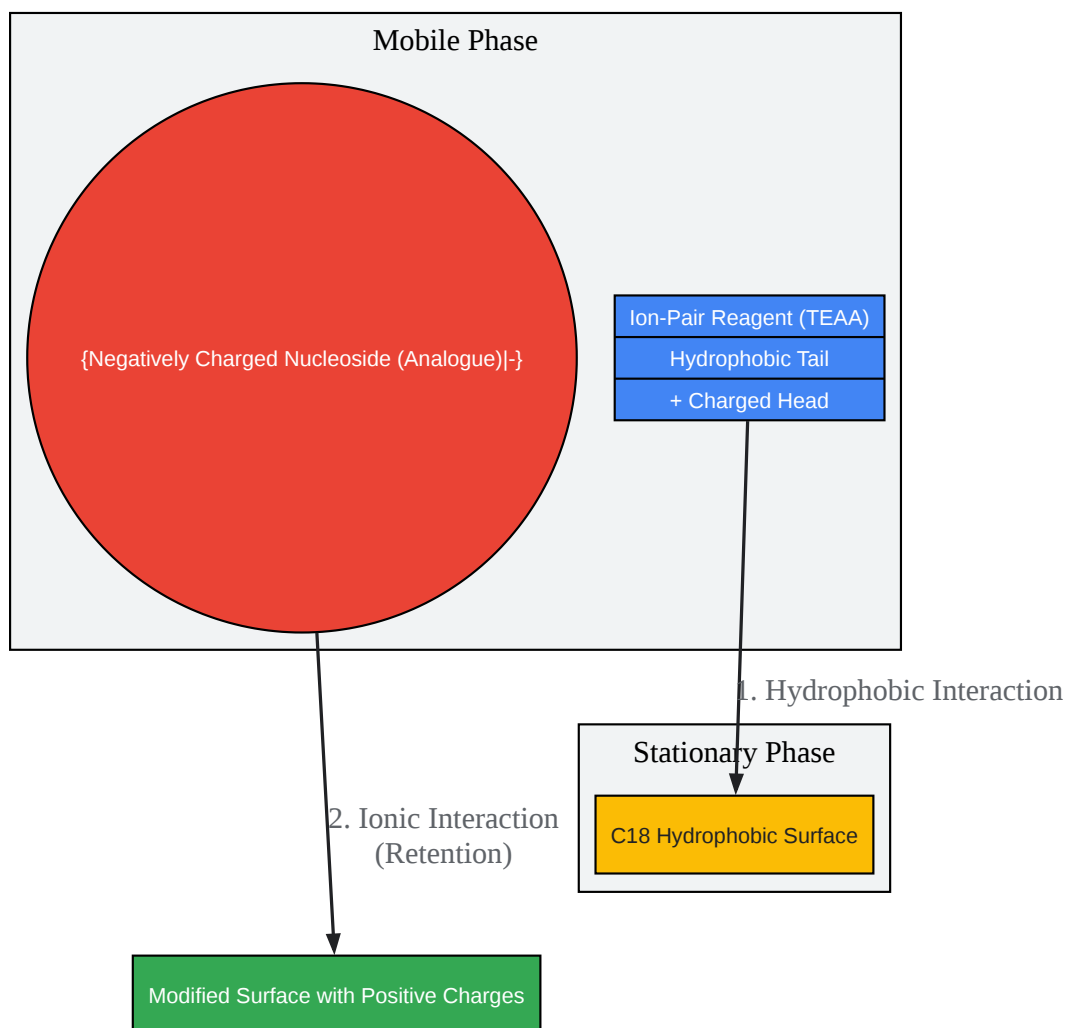 Mobile Phase
{Negatively Charged Nucleoside (Analogue)|-}
Ion-Pair Reagent (TEAA)
Hydrophobic Tail
+ Charged Head
1. Hydrophobic Interaction
Stationary Phase
C18 Hydrophobic Surface
2. Ionic Interaction
(Retention)
Modified Surface with Positive Charges